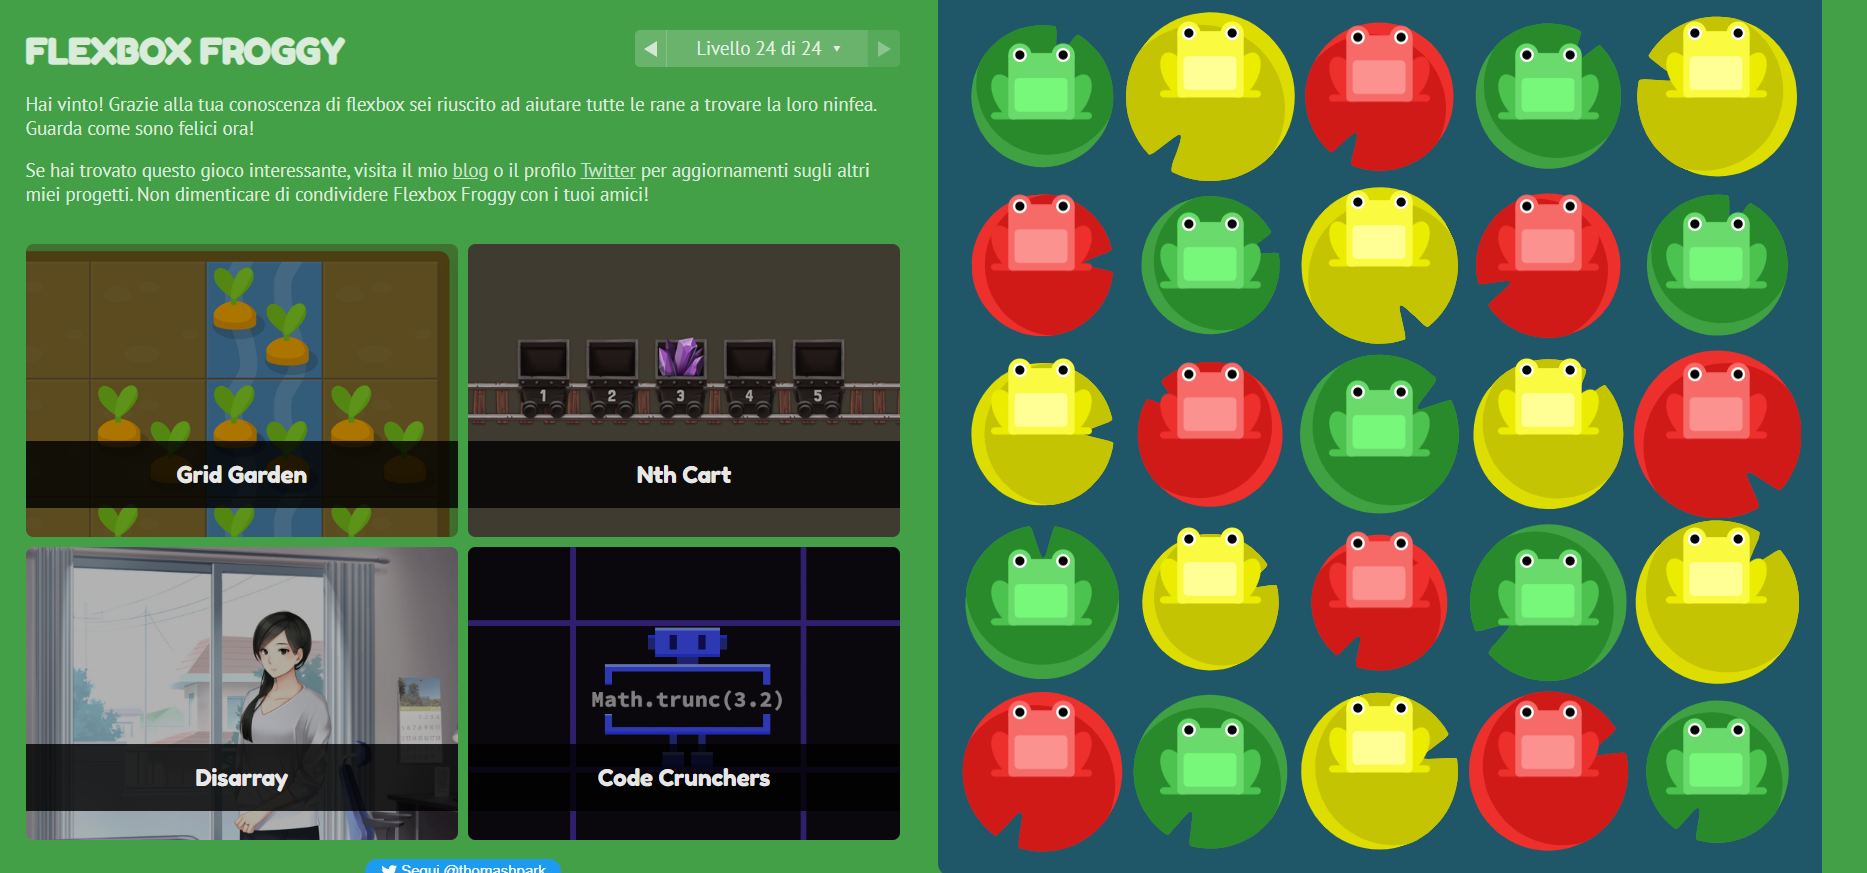 FLEXBOX FROGGY
Livello 24 di 24
Hai vinto! Grazie alla tua conoscenza di flexbox sei riuscito ad aiutare tutte le rane a trovare la loro ninfea.
Guarda come sono felici ora!
Se hai trovato questo gioco interessante, visita il mio blog o il profilo Twitter per aggiornamenti sugli altri
miei progetti. Non dimenticare di condividere Flexbox Froggy con i tuoi amici!
1 2 3 4 5
Grid Garden
Nth Cart
Math.trunc(3.2)
Disarray
Code Crunchers
Segui @thomashpark